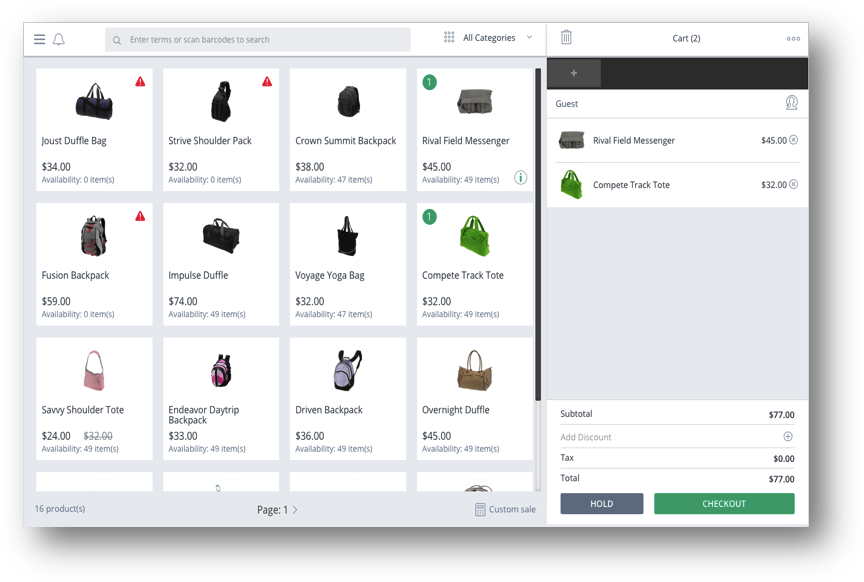 Enter terms or scan barcodes to search
All Categories
Cart (2)
Joust Duffle Bag
$34.00
Availability: 0 item(s)
Strive Shoulder Pack
$32.00
Availability: 0 item(s)
Crown Summit Backpack
$38.00
Availability: 47 item(s)
1
Rival Field Messenger
$45.00
Availability: 49 item(s)
Fusion Backpack
$59.00
Availability: 0 item(s)
Impulse Duffle
$74.00
Availability: 49 item(s)
Voyage Yoga Bag
$32.00
Availability: 47 item(s)
1
Compete Track Tote
$32.00
Availability: 49 item(s)
Savvy Shoulder Tote
$24.00 $32.00
Availability: 49 item(s)
Endeavor Daytrip
Backpack
$33.00
Availability: 49 item(s)
Driven Backpack
$36.00
Availability: 49 item(s)
Overnight Duffle
$45.00
Availability: 49 item(s)
16 product(s)
Page: 1
Custom sale
+
Guest
Rival Field Messenger $45.00
Compete Track Tote $32.00
Subtotal $77.00
Add Discount
Tax $0.00
Total $77.00
HOLD
CHECKOUT